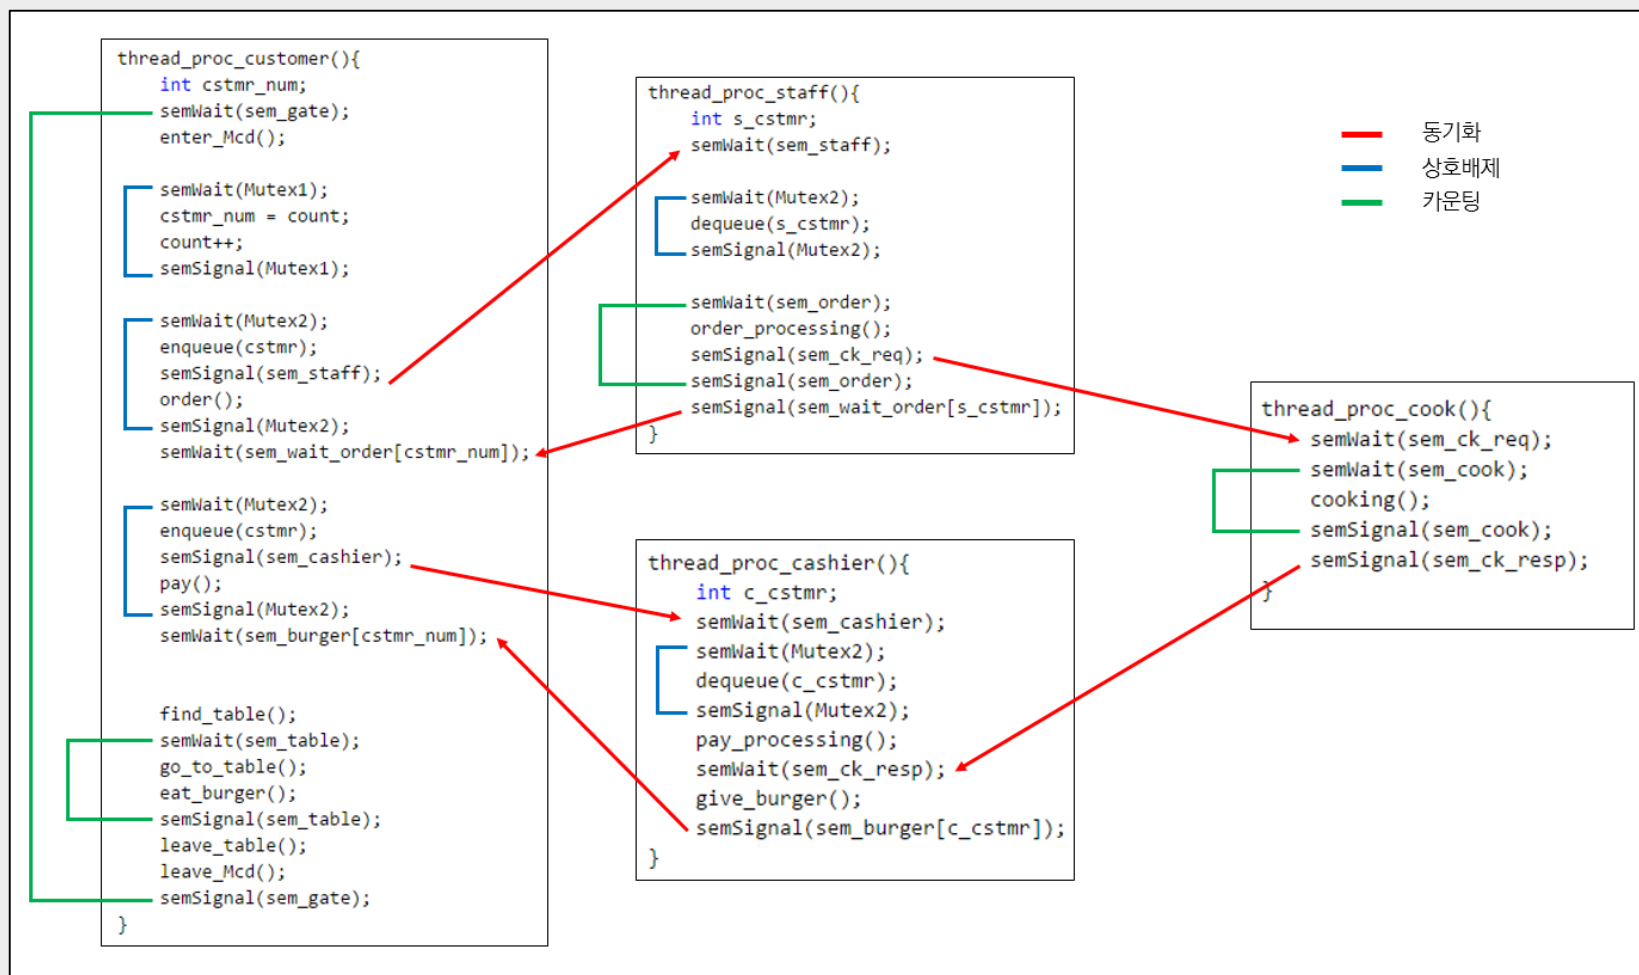 thread_proc_customer(){
int cstmr_num;
semWait(sem_gate);
enter_Mcd();
semWait(Mutex1);
cstmr_num = count;
count++;
semSignal(Mutex1);
semWait(Mutex2);
enqueue(cstmr);
semSignal(sem_staff);
order();
semSignal(Mutex2);
semWait(sem_wait_order[cstmr_num]);
semWait(Mutex2);
enqueue(cstmr);
semSignal(sem_cashier);
pay();
semSignal(Mutex2);
semWait(sem_burger[cstmr_num]);
find_table();
semWait(sem_table);
go_to_table();
eat_burger();
semSignal(sem_table);
leave_table();
leave_Mcd();
semSignal(sem_gate);
}
thread_proc_staff(){
int s_cstmr;
semWait(sem_staff);
semWait(Mutex2);
dequeue(s_cstmr);
semSignal(Mutex2);
semWait(sem_order);
order_processing();
semSignal(sem_ck_req);
semSignal(sem_order);
semSignal(sem_wait_order[s_cstmr]);
}
thread_proc_cashier(){
int c_cstmr;
semWait(sem_cashier);
semWait(Mutex2);
dequeue(c_cstmr);
semSignal(Mutex2);
pay_processing();
semWait(sem_ck_resp);
give_burger();
semSignal(sem_burger[c_cstmr]);
}
동기화
상호배제
카운팅
thread_proc_cook(){
semWait(sem_ck_req);
semWait(sem_cook);
cooking();
semSignal(sem_cook);
semSignal(sem_ck_resp);
}